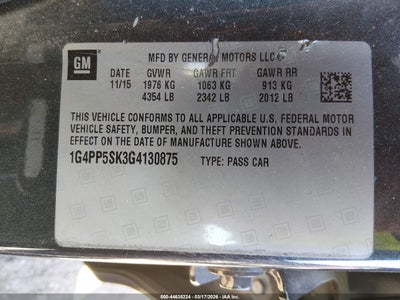 GM
MFD BY GENERAL MOTORS LLC
DATE GVWR GAWR FRT GAWR RR
11/15 1976 KG 1063 KG 913 KG
4354 LB 2342 LB 2012 LB
THIS VEHICLE CONFORMS TO ALL APPLICABLE U.S. FEDERAL MOTOR
VEHICLE SAFETY, BUMPER, AND THEFT PREVENTION STANDARDS IN
EFFECT ON THE DATE OF MANUFACTURE SHOWN ABOVE.
1G4PP5SK3G4130875 TYPE: PASS CAR
000-44638224 - 03/17/2026 -
IAA Inc.